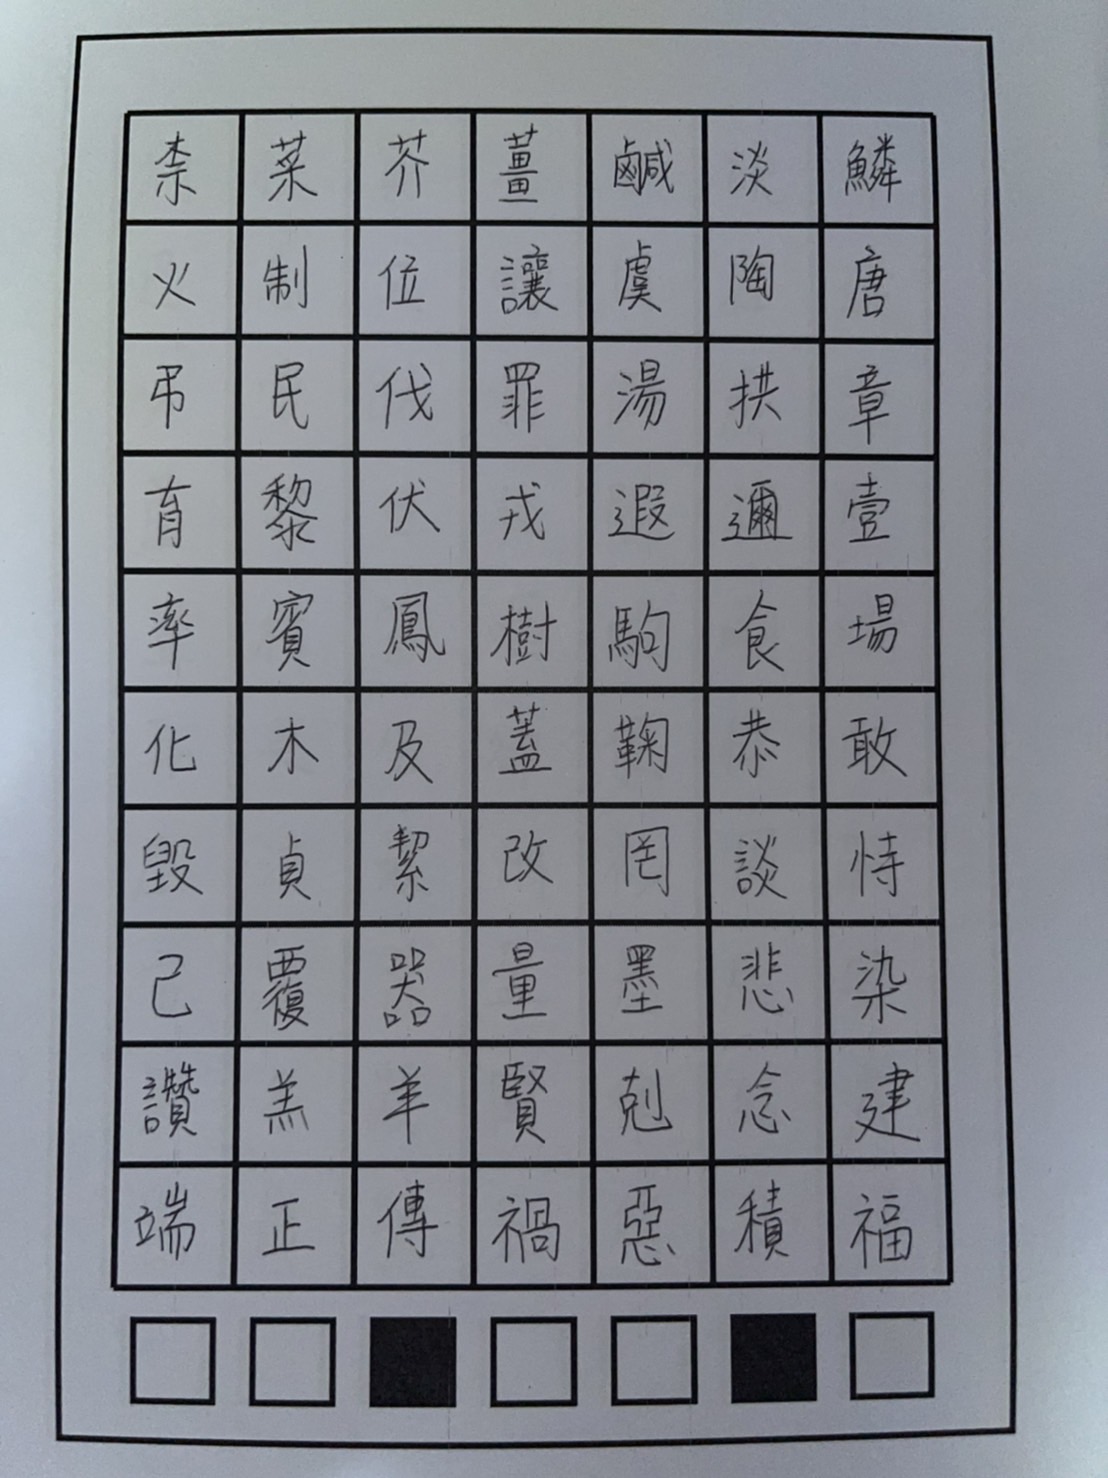 柰菜芥薑鹹淡鱗
火制位讓虞陶唐
弔民伐罪湯拱章
育黎伏戎遐邇壹
率賓鳳樹駒食場
化木及蓋鞠恭敢
毀貞絜改罔談恃
己覆器量墨悲染
讚羔羊賢剋念建
端正傳禍惡積福